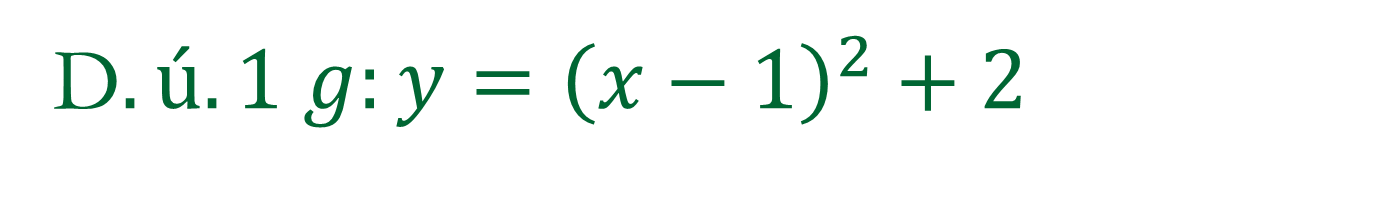 D. ú. 1 g: y = (x − 1)² + 2